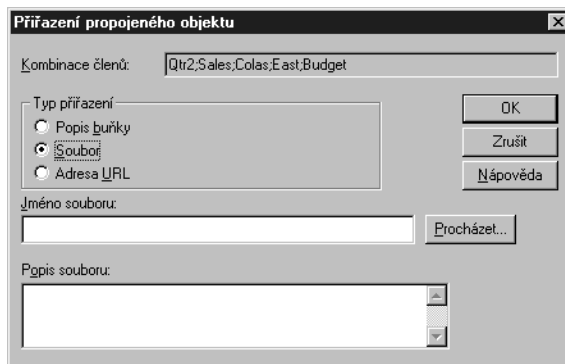 Přiřazení propojeného objektu
Kombinace členů: Qtr2;Sales;Colas;East;Budget
Typ přiřazení
Popis buňky
Soubor
Adresa URL
OK
Zrušit
Nápověda
Jméno souboru:
Procházet...
Popis souboru: